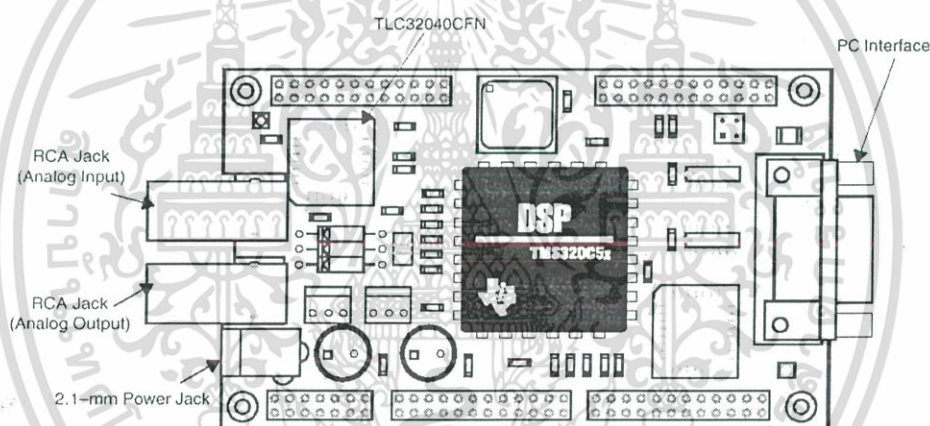 TLC32040CFN
PC Interface
RCA Jack
(Analog Input)
DSP
TMS320C5x
RCA Jack
(Analog Output)
2.1–mm Power Jack